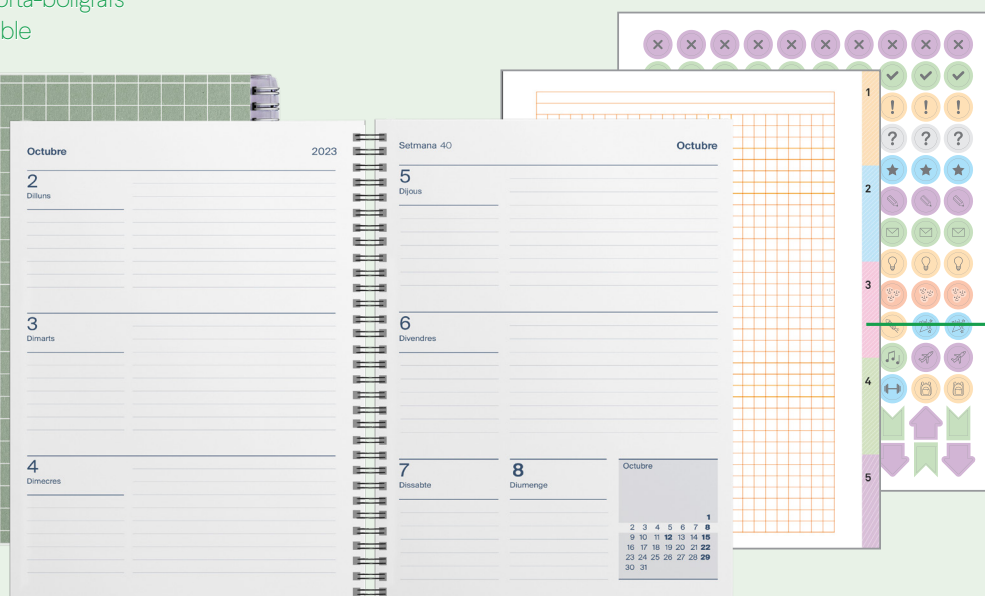 orta-bolígrafs
ble
Octubre 2023
2
Dilluns
3
Dimarts
4
Dimecres
Setmana 40 Octubre
5
Dijous
6
Divendres
7
Dissabte
8
Diumenge
Octubre
1
2 3 4 5 6 7 8
9 10 11 12 13 14 15
16 17 18 19 20 21 22
23 24 25 26 27 28 29
30 31
1
2
3
4
5